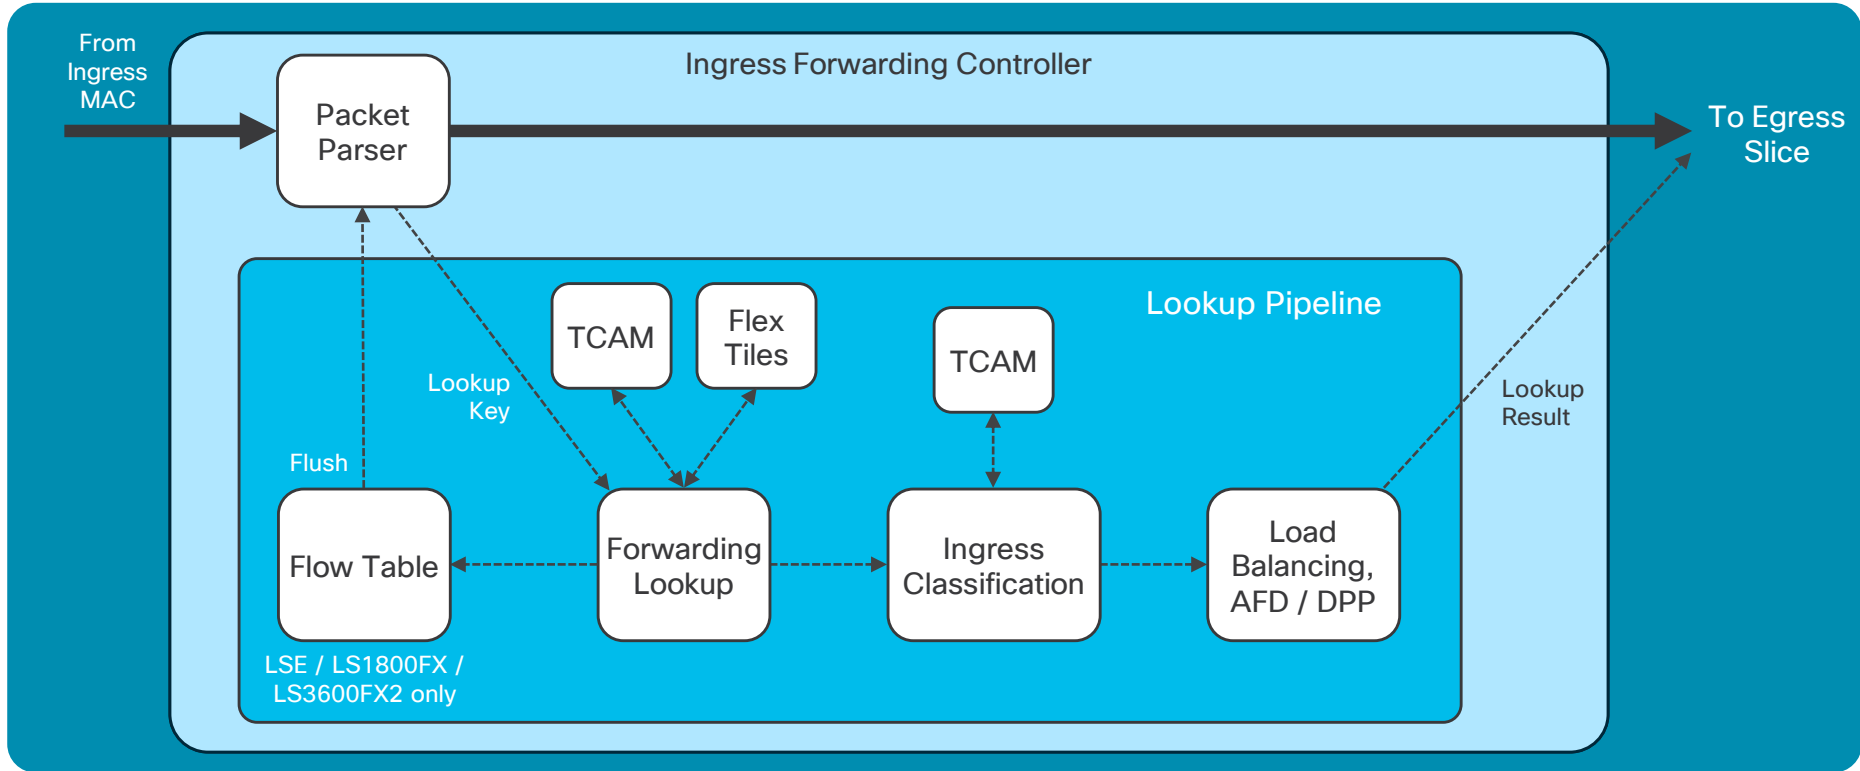 From
Ingress
MAC
Ingress Forwarding Controller
Packet
Parser
To Egress
Slice
Lookup Pipeline
TCAM
Flex
Tiles
TCAM
Lookup
Key
Lookup
Result
Flush
Flow Table
Forwarding
Lookup
Ingress
Classification
Load
Balancing,
AFD / DPP
LSE / LS1800FX /
LS3600FX2 only